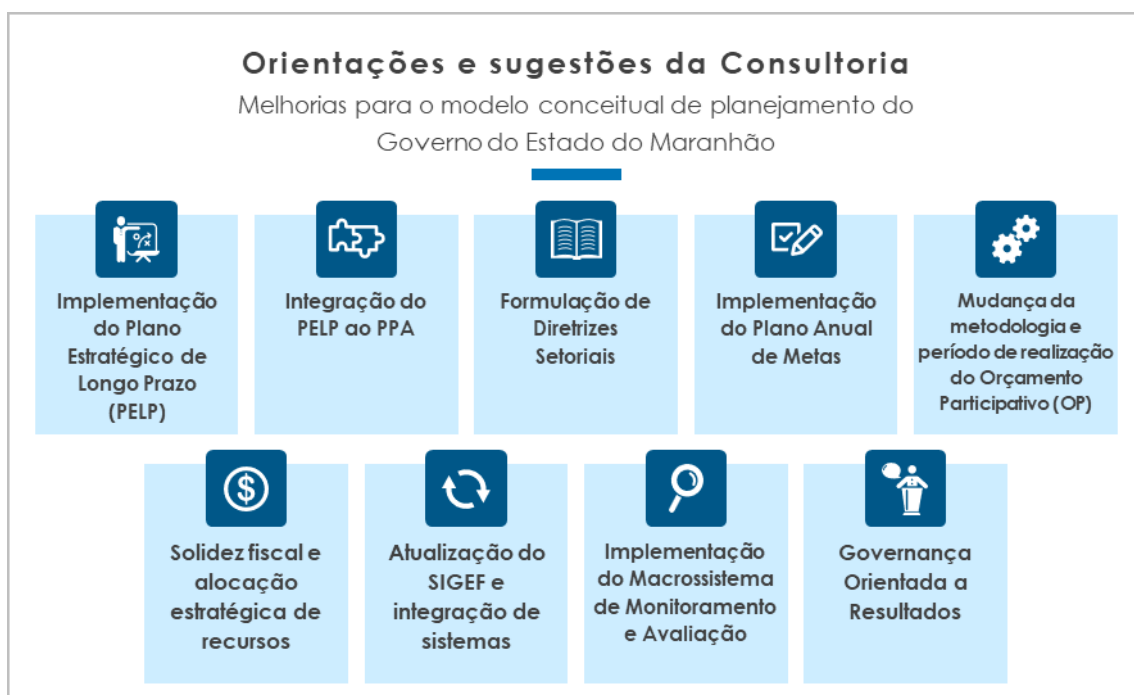 Orientações e sugestões da Consultoria
Melhorias para o modelo conceitual de planejamento do
Governo do Estado do Maranhão
Implementação
do Plano
Estratégico de
Longo Prazo
(PELP)
Integração do
PELP ao PPA
Formulação de
Diretrizes
Setoriais
Implementação
do Plano Anual
de Metas
Mudança da
metodologia e
período de realização
do Orçamento
Participativo (OP)
$
Solidez fiscal e
alocação
estratégica de
recursos
Atualização do
SIGEF e
integração de
sistemas
Implementação
do Macrossistema
de Monitoramento
e Avaliação
Governança
Orientada a
Resultados